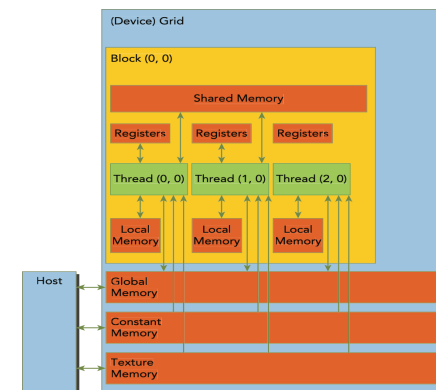 (Device) Grid
Block (0, 0)
Shared Memory
Registers
Registers
Registers
Thread (0, 0)
Thread (1, 0)
Thread (2, 0)
Local
Memory
Local
Memory
Local
Memory
Host
Global
Memory
Constant
Memory
Texture
Memory